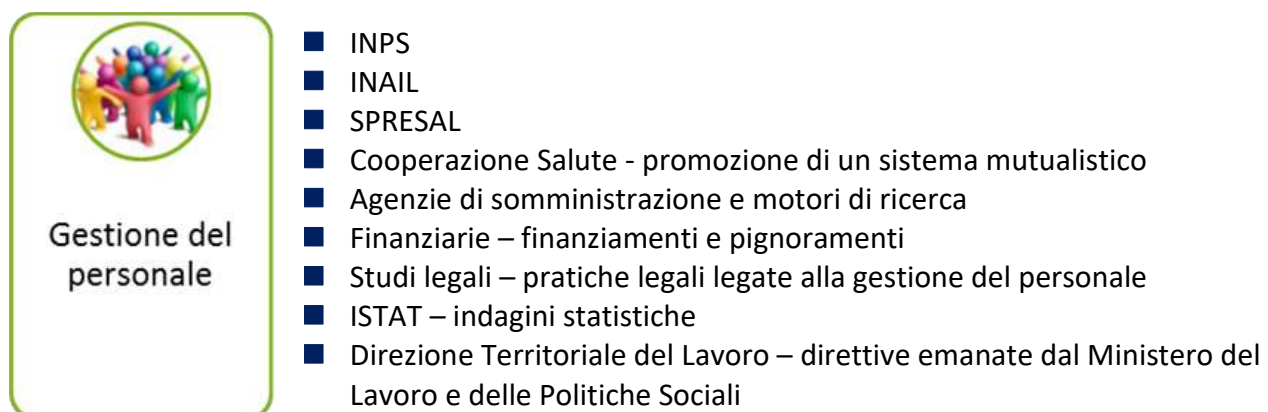 Gestione del
personale
INPS
INAIL
SPRESAL
Cooperazione Salute - promozione di un sistema mutualistico
Agenzie di somministrazione e motori di ricerca
Finanziarie – finanziamenti e pignoramenti
Studi legali – pratiche legali legate alla gestione del personale
ISTAT – indagini statistiche
Direzione Territoriale del Lavoro – direttive emanate dal Ministero del
Lavoro e delle Politiche Sociali